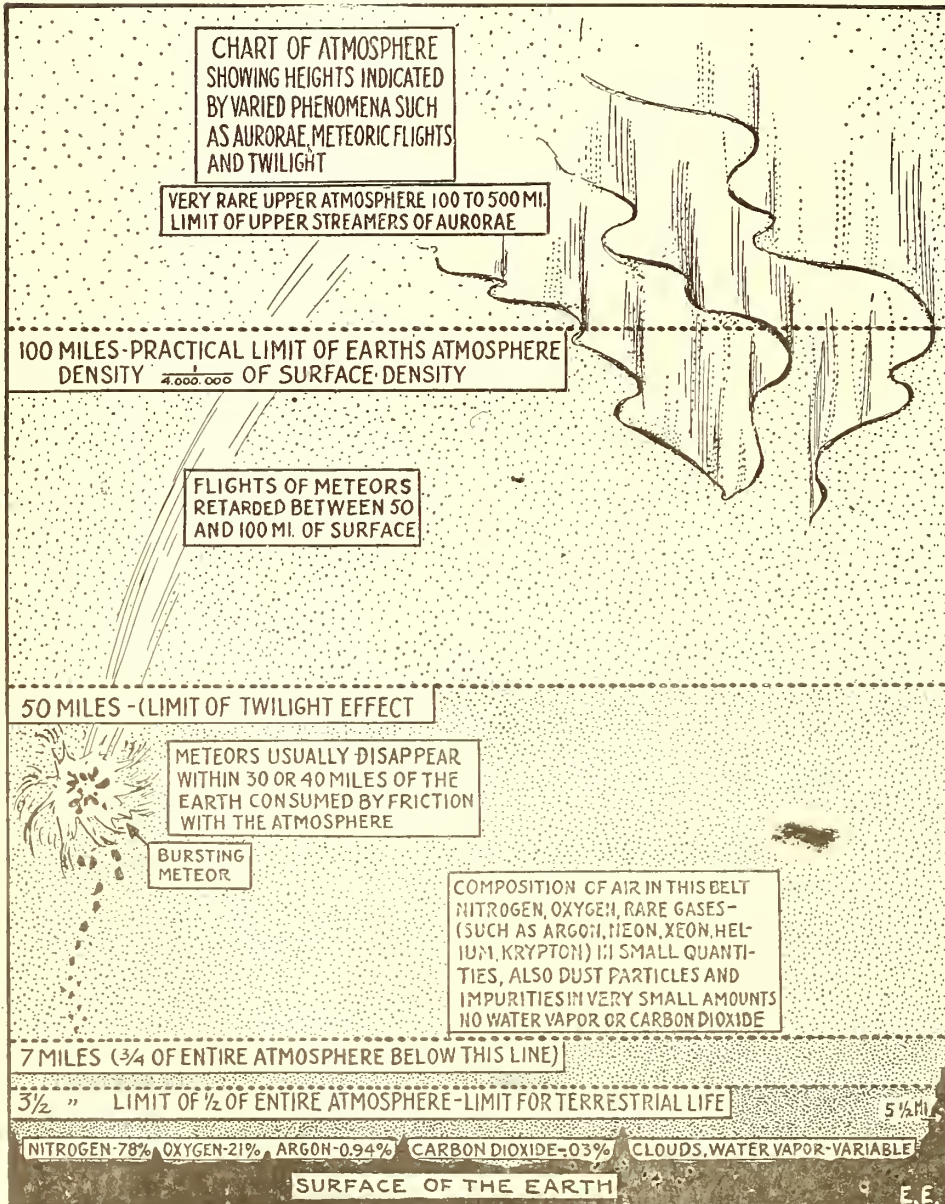 CHART OF ATMOSPHERE
SHOWING HEIGHTS INDICATED
BY VARIED PHENOMENA SUCH
AS AURORAE, METEORIC FLIGHTS
AND TWILIGHT
VERY RARE UPPER ATMOSPHERE 100 TO 500 MI.
LIMIT OF UPPER STREAMERS OF AURORAE
100 MILES-PRACTICAL LIMIT OF EARTH'S ATMOSPHERE
DENSITY 1/4.000.000 OF SURFACE DENSITY
FLIGHTS OF METEORS
RETARDED BETWEEN 50
AND 100 MI. OF SURFACE
50 MILES -(LIMIT OF TWILIGHT EFFECT
METEORS USUALLY DISAPPEAR
WITHIN 30 OR 40 MILES OF THE
EARTH CONSUMED BY FRICTION
WITH THE ATMOSPHERE
BURSTING
METEOR
COMPOSITION OF AIR IN THIS BELT
NITROGEN, OXYGEN, RARE GASES-
(SUCH AS ARGON, NEON, XEON, HEL-
IUM, KRYPTON) IN SMALL QUANTI-
TIES, ALSO DUST PARTICLES AND
IMPURITIES IN VERY SMALL AMOUNTS
NO WATER VAPOR OR CARBON DIOXIDE
7 MILES (3/4 OF ENTIRE ATMOSPHERE BELOW THIS LINE)
3½ " LIMIT OF ½ OF ENTIRE ATMOSPHERE-LIMIT FOR TERRESTRIAL LIFE
5½ MI.
NITROGEN-78% OXYGEN-21% ARGON-0.94% CARBON DIOXIDE-.03% CLOUDS, WATER VAPOR-VARIABLE
SURFACE OF THE EARTH
E.E.